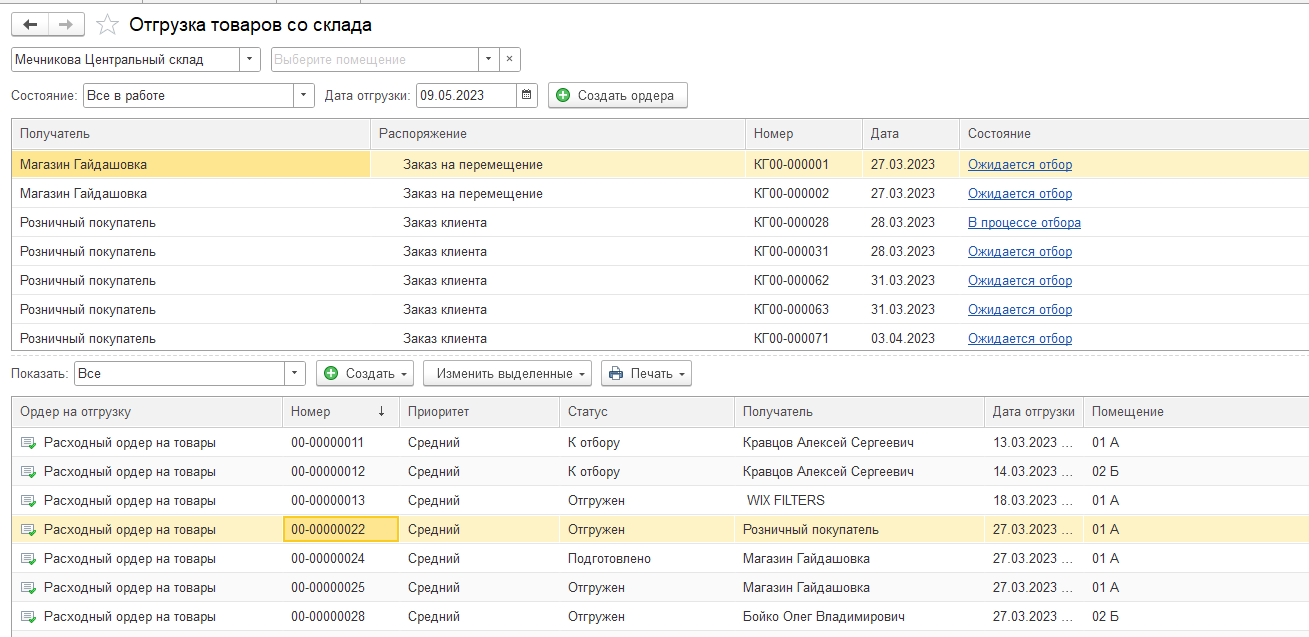 Отгрузка товаров со склада
Мечникова Центральный склад Выберите помещение
Состояние: Все в работе Дата отгрузки: 09.05.2023 Создать ордера
Получатель Распоряжение Номер Дата Состояние
Магазин Гайдашовка Заказ на перемещение КГ00-000001 27.03.2023 Ожидается отбор
Магазин Гайдашовка Заказ на перемещение КГ00-000002 27.03.2023 Ожидается отбор
Розничный покупатель Заказ клиента КГ00-000028 28.03.2023 В процессе отбора
Розничный покупатель Заказ клиента КГ00-000031 28.03.2023 Ожидается отбор
Розничный покупатель Заказ клиента КГ00-000062 31.03.2023 Ожидается отбор
Розничный покупатель Заказ клиента КГ00-000063 31.03.2023 Ожидается отбор
Розничный покупатель Заказ клиента КГ00-000071 03.04.2023 Ожидается отбор
Показать: Все Создать Изменить выделенные Печать
Ордер на отгрузку Номер ↓ Приоритет Статус Получатель Дата отгрузки Помещение
Расходный ордер на товары 00-00000011 Средний К отбору Кравцов Алексей Сергеевич 13.03.2023 ... 01 А
Расходный ордер на товары 00-00000012 Средний К отбору Кравцов Алексей Сергеевич 14.03.2023 ... 02 Б
Расходный ордер на товары 00-00000013 Средний Отгружен WIX FILTERS 18.03.2023 ... 01 А
Расходный ордер на товары 00-00000022 Средний Отгружен Розничный покупатель 27.03.2023 ... 01 А
Расходный ордер на товары 00-00000024 Средний Подготовлено Магазин Гайдашовка 27.03.2023 ... 01 А
Расходный ордер на товары 00-00000025 Средний Отгружен Магазин Гайдашовка 27.03.2023 ... 01 А
Расходный ордер на товары 00-00000028 Средний Отгружен Бойко Олег Владимирович 27.03.2023 ... 02 Б